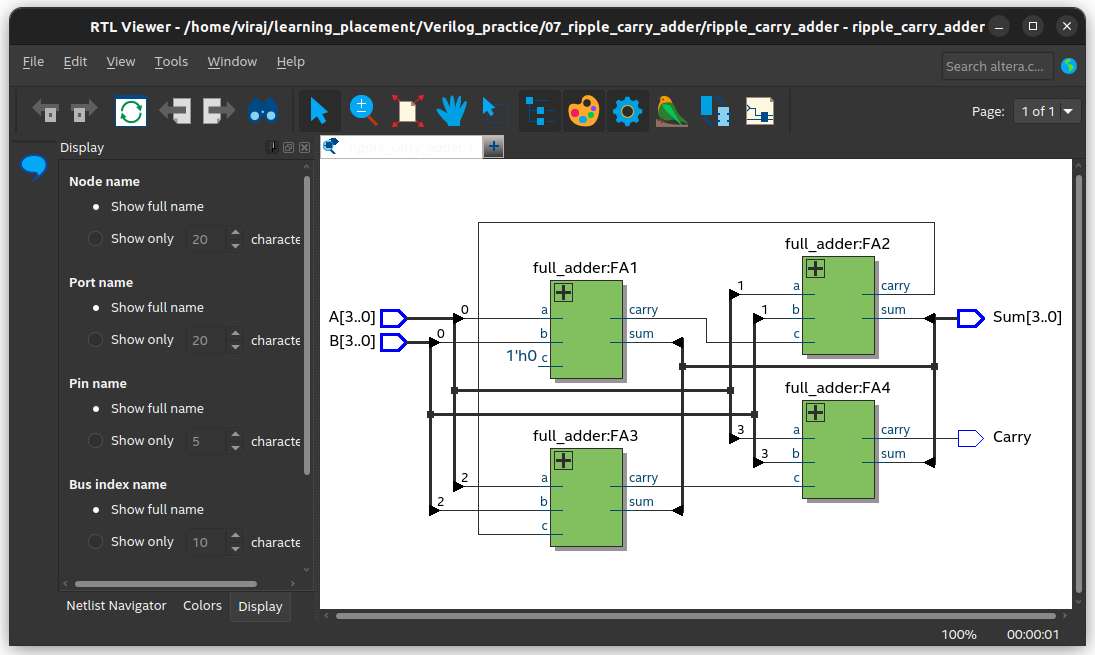 RTL Viewer - /home/viraj/learning_placement/Verilog_practice/07_ripple_carry_adder/ripple_carry_adder - ripple_carry_adder
File Edit View Tools Window Help
Search altera.c...
Page: 1 of 1
Display
ripple_carry_adder:1
Node name
Show full name
Show only 20 characte
Port name
Show full name
Show only 20 characte
Pin name
Show full name
Show only 5 characte
Bus index name
Show full name
Show only 10 characte
Netlist Navigator Colors Display
full_adder:FA2
full_adder:FA1
1 a carry
A[3..0] 0 a carry
1 b sum
Sum[3..0]
B[3..0] 0 b sum
c
1'h0 c
full_adder:FA4
full_adder:FA3
3 a carry
Carry
3 b sum
2 a carry
c
2 b sum
c
100% 00:00:01